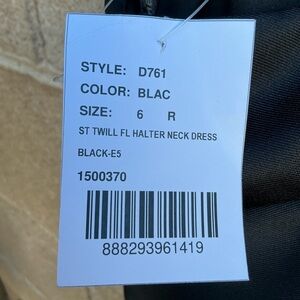 STYLE: D761
COLOR: BLAC
SIZE: 6 R
ST TWILL FL HALTER NECK DRESS
BLACK-E5
1500370
888293961419